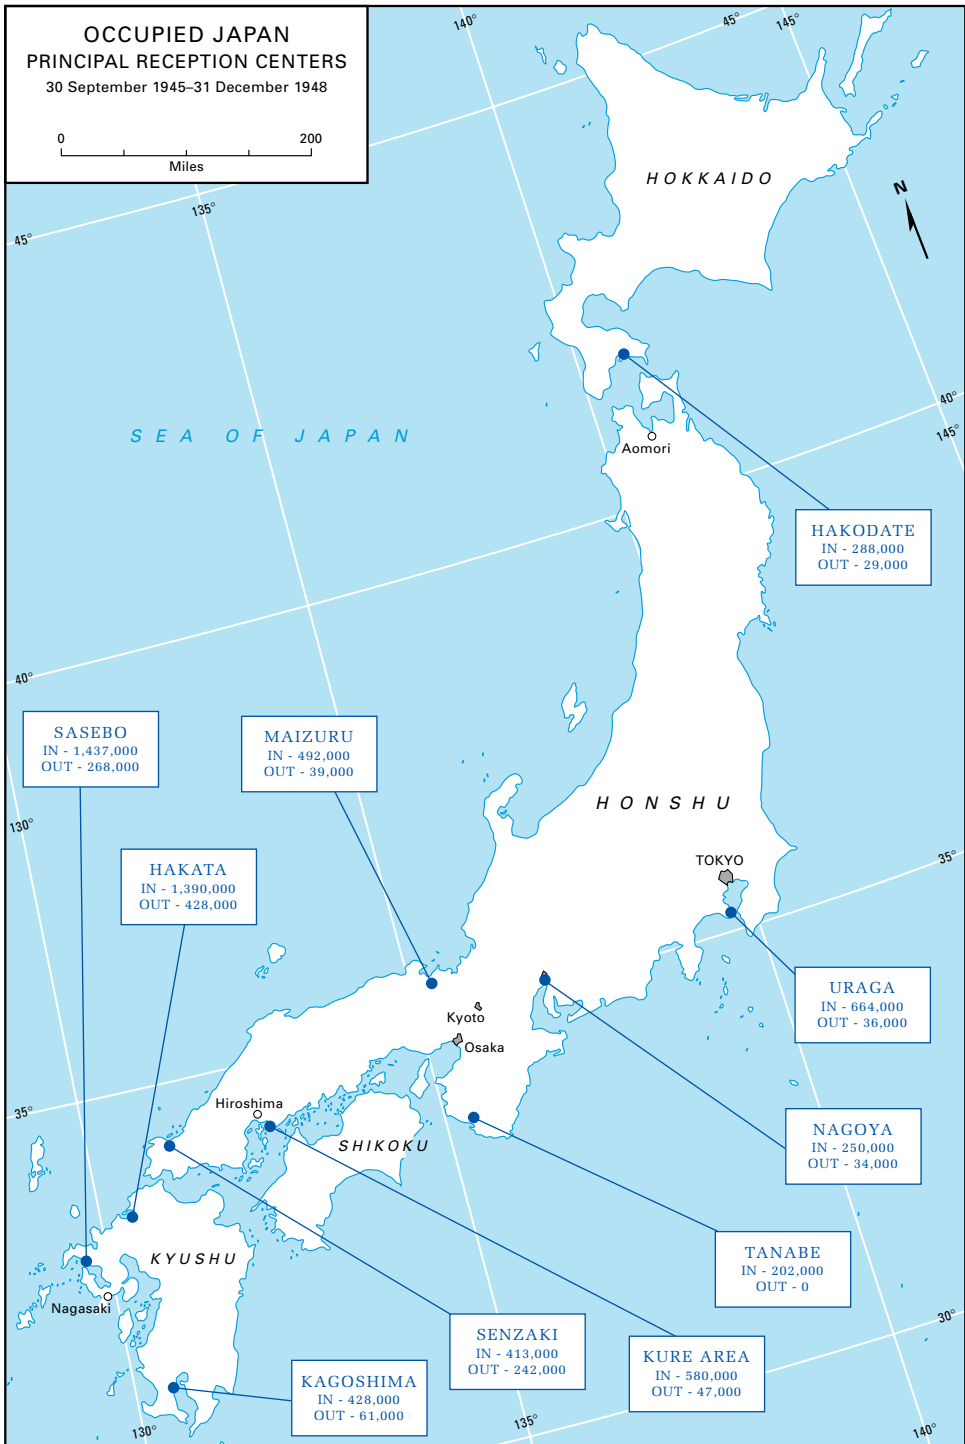 OCCUPIED JAPAN
PRINCIPAL RECEPTION CENTERS
30 September 1945–31 December 1948
0 200
Miles
140°
45°
145°
135°
45°
HOKKAIDO
N
40°
145°
SEA OF JAPAN
Aomori
HAKODATE
IN - 288,000
OUT - 29,000
40°
SASEBO
IN - 1,437,000
OUT - 268,000
MAIZURU
IN - 492,000
OUT - 39,000
HONSHU
130°
35°
TOKYO
HAKATA
IN - 1,390,000
OUT - 428,000
URAGA
IN - 664,000
OUT - 36,000
Kyoto
Osaka
35°
Hiroshima
SHIKOKU
NAGOYA
IN - 250,000
OUT - 34,000
KYUSHU
TANABE
IN - 202,000
OUT - 0
Nagasaki
30°
SENZAKI
IN - 413,000
OUT - 242,000
KURE AREA
IN - 580,000
OUT - 47,000
KAGOSHIMA
IN - 428,000
OUT - 61,000
130°
135°
140°